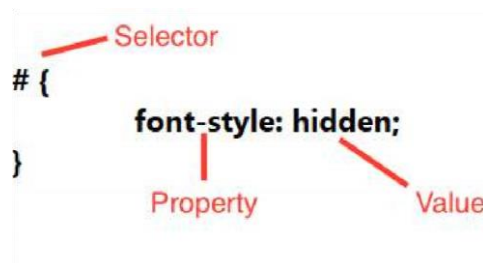 Selector
# {
font-style: hidden;
}
Property
Value